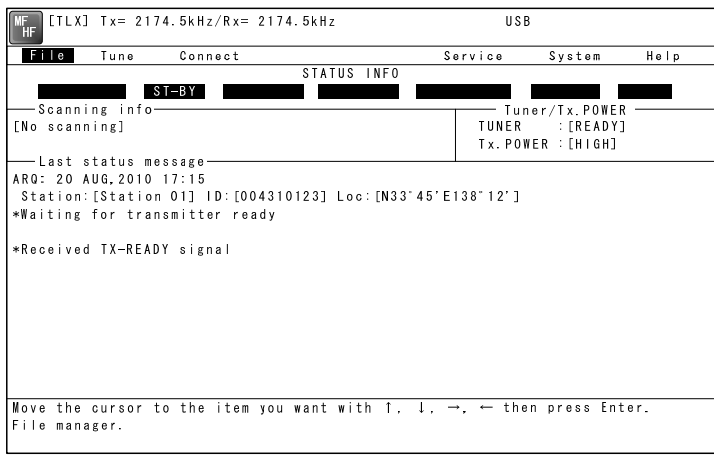 MF HF [TLX] Tx= 2174.5kHz/Rx= 2174.5kHz USB
File Tune Connect Service System Help
STATUS INFO
ST—BY
Scanning info Tuner/Tx.POWER
[No scanning] TUNER :[READY]
Tx.POWER :[HIGH]
Last status message
ARQ: 20 AUG,2010 17:15
Station:[Station 01] ID:[004310123] Loc:[N33°45'E138°12']
*Waiting for transmitter ready
*Received TX—READY signal
Move the cursor to the item you want with ↑, ↓, →, ← then press Enter.
File manager.